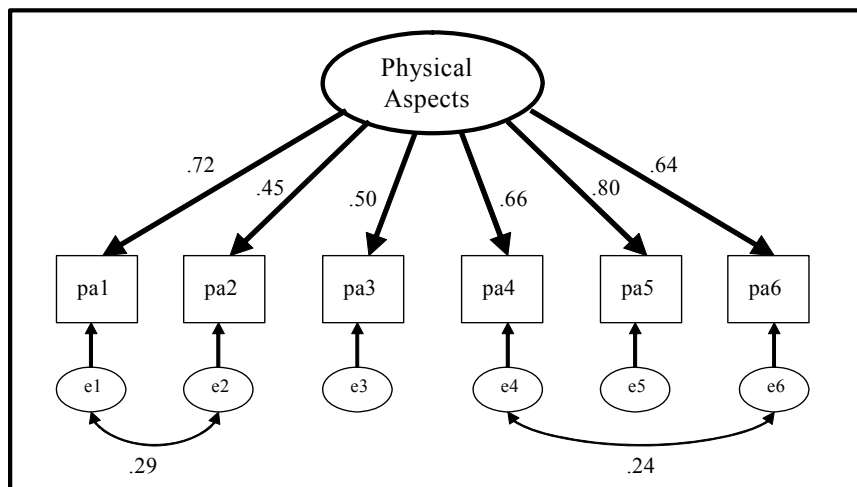 Physical
Aspects
.72
.45
.50
.66
.80
.64
pa1
pa2
pa3
pa4
pa5
pa6
e1
e2
e3
e4
e5
e6
.29
.24